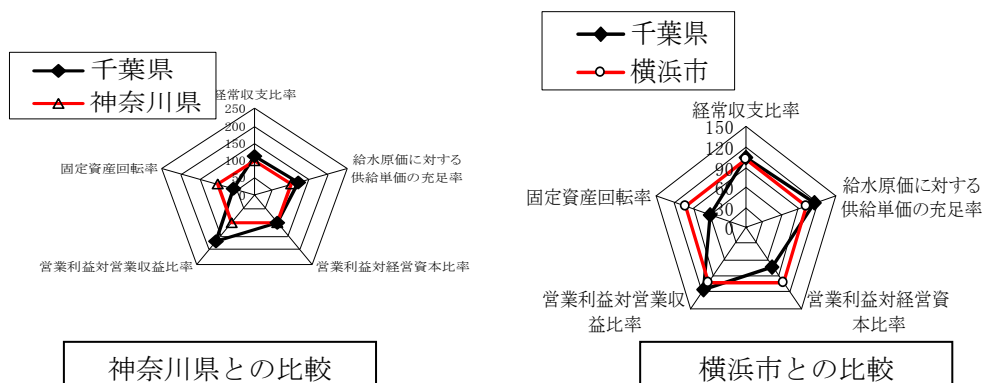 千葉県
神奈川県
経常収支比率
250
200
150
100
50
0
給水原価に対する
供給単価の充足率
営業利益対経営資本比率
営業利益対営業収益比率
固定資産回転率
神奈川県との比較
千葉県
横浜市
経常収支比率
150
120
90
60
30
0
給水原価に対する
供給単価の充足率
営業利益対経営資
本比率
営業利益対営業収
益比率
固定資産回転率
横浜市との比較